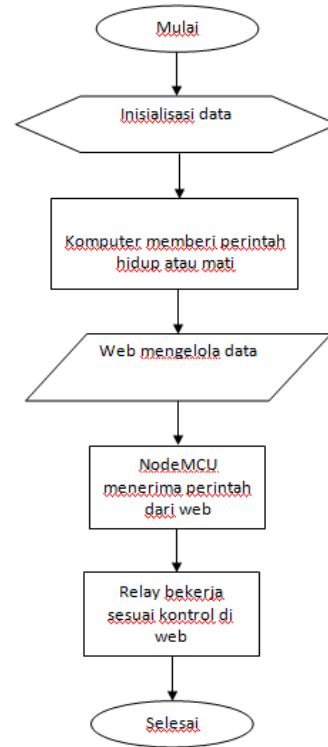 Mulai
Inisialisasi data
Komputer memberi perintah
hidup atau mati
Web mengelola data
NodeMCU
menerima perintah
dari web
Relay bekerja
sesuai kontrol di
web
Selesai